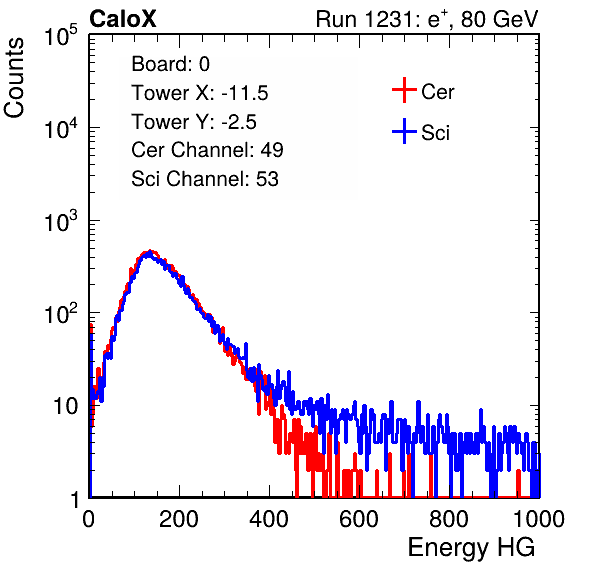 CaloX Run 1231: e⁺, 80 GeV
Board: 0
Tower X: -11.5
Tower Y: -2.5
Cer Channel: 49
Sci Channel: 53
Cer
Sci
Counts
10⁵
10⁴
10³
10²
10
1
0 200 400 600 800 1000
Energy HG